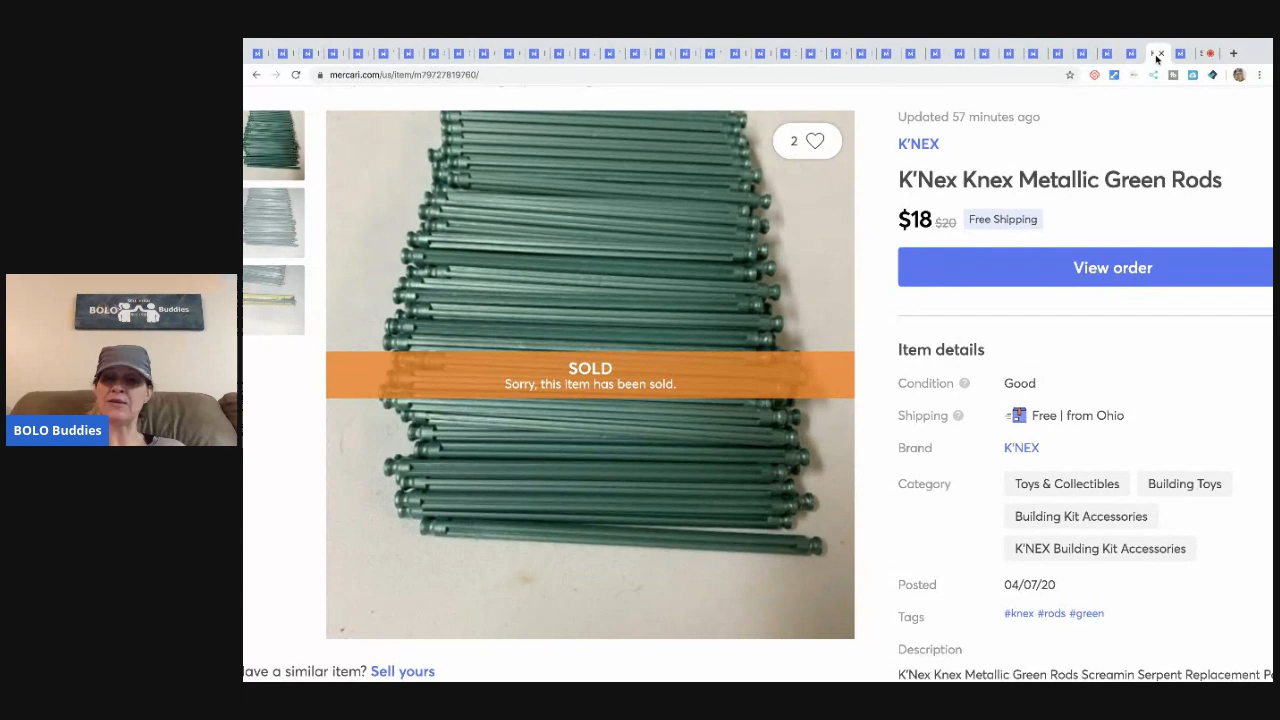 mercari.com/us/item/m79727819760/
2
Updated 57 minutes ago
K'NEX
K'Nex Knex Metallic Green Rods
$18 $20 Free Shipping
View order
SOLD
Sorry, this item has been sold.
Item details
Condition Good
Shipping Free | from Ohio
Brand K'NEX
Category Toys & Collectibles Building Toys
Building Kit Accessories
K'NEX Building Kit Accessories
Posted 04/07/20
Tags #knex #rods #green
Description
K'Nex Knex Metallic Green Rods Screamin Serpent Replacement
ave a similar item? Sell yours
BOLO Buddies
BOLO Buddies